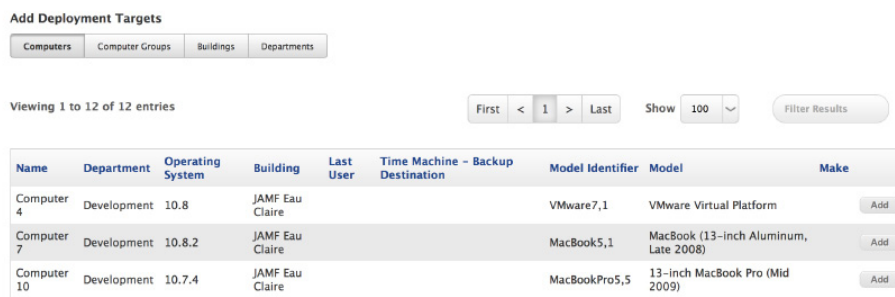 Add Deployment Targets
Computers Computer Groups Buildings Departments
Viewing 1 to 12 of 12 entries First < 1 > Last Show 100 Filter Results
Name Department Operating System Building Last User Time Machine - Backup Destination Model Identifier Model Make
Computer 4 Development 10.8 JAMF Eau Claire VMware7,1 VMware Virtual Platform Add
Computer 7 Development 10.8.2 JAMF Eau Claire MacBook5,1 MacBook (13-inch Aluminum, Late 2008) Add
Computer 10 Development 10.7.4 JAMF Eau Claire MacBookPro5,5 13-inch MacBook Pro (Mid 2009) Add